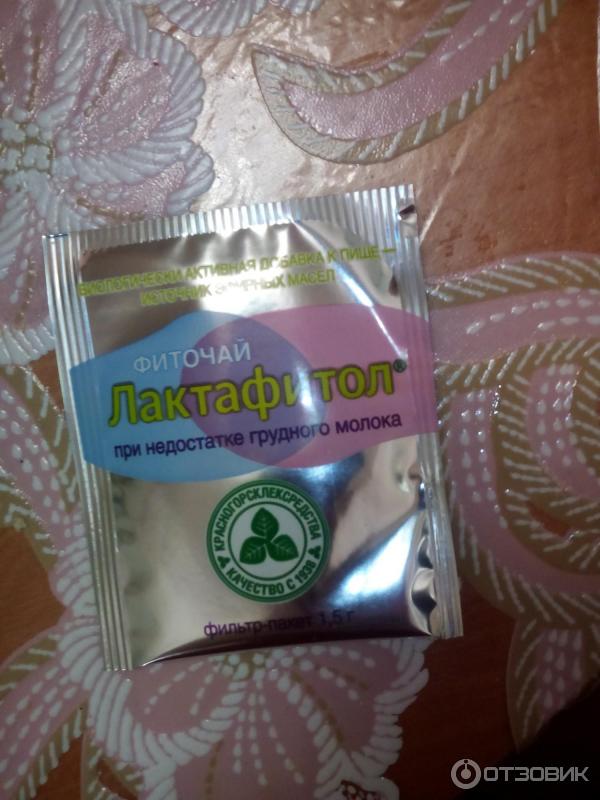 БИОЛОГИЧЕСКИ АКТИВНАЯ ДОБАВКА К ПИЩЕ —
ИСТОЧНИК ЭФИРНЫХ МАСЕЛ
ФИТОЧАЙ
Лактафитол®
при недостатке грудного молока
КРАСНОГОРСКЛЕКСРЕДСТВА
КАЧЕСТВО С 1938
фильтр-пакет 1,5 г
ОТЗОВИК